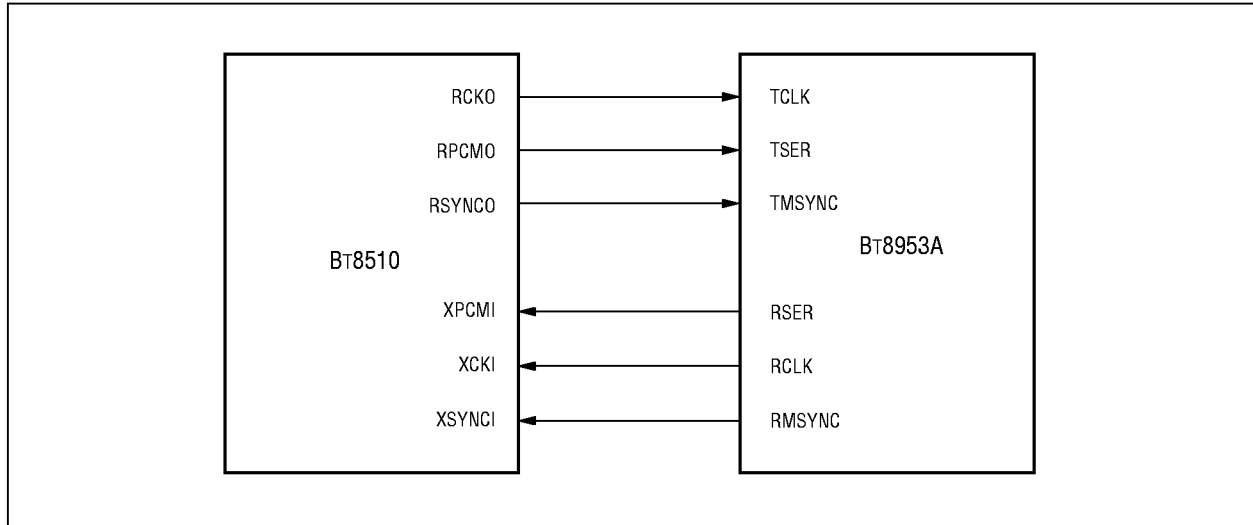 RCKO TCLK
RPCMO TSER
RSYNCO TMSYNC
BT8510 BT8953A
XPCMI RSER
XCKI RCLK
XSYNCI RMSYNC